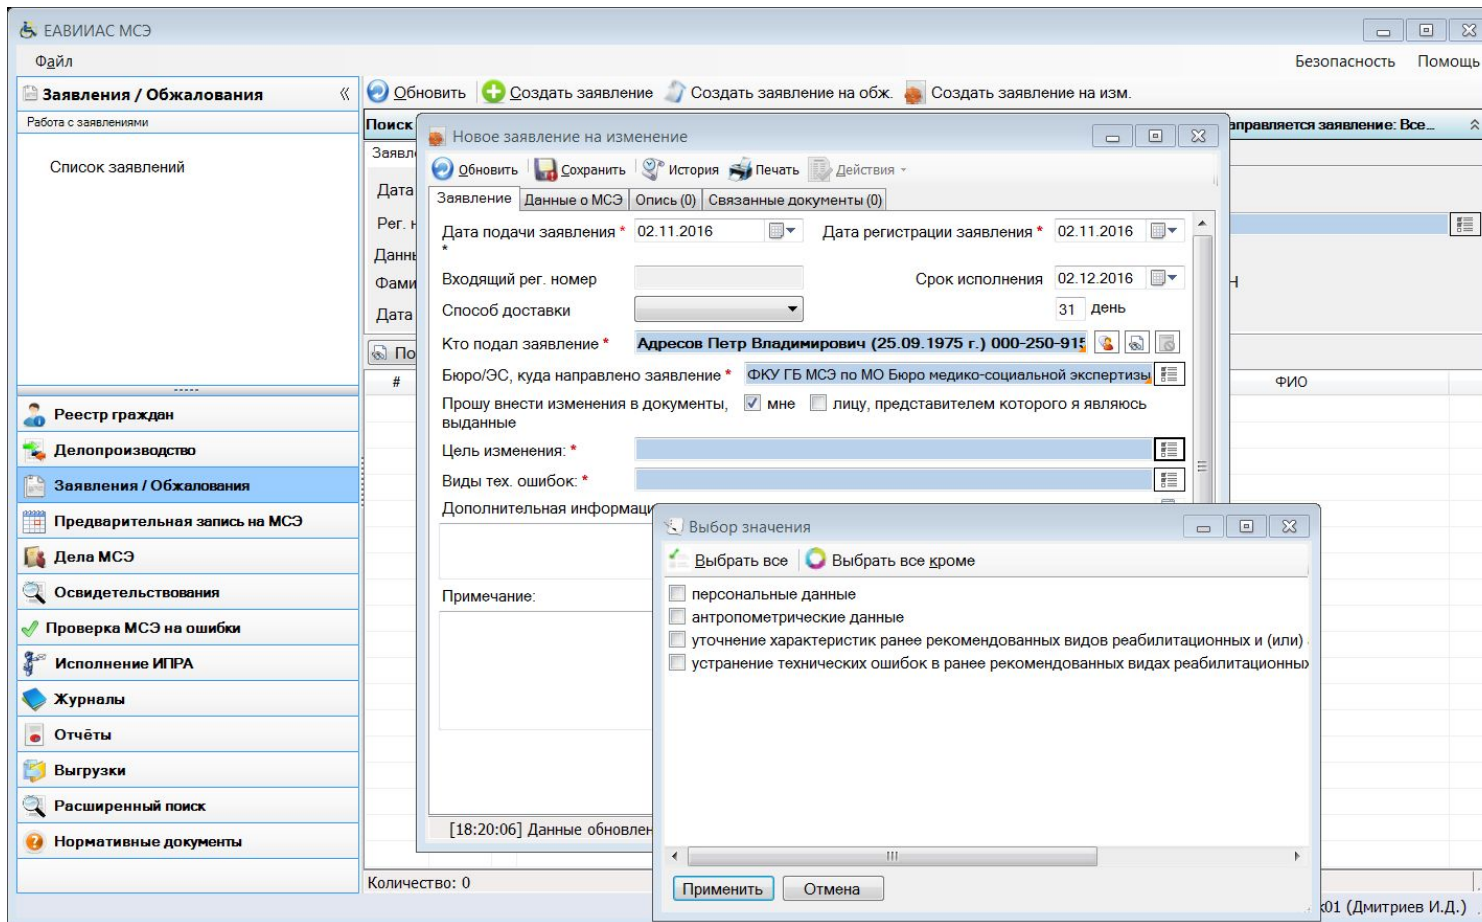 ЕАВИИАС МСЭ
Файл Безопасность Помощь
Заявления / Обжалования
Работа с заявлениями
Список заявлений
Обновить Создать заявление Создать заявление на обж. Создать заявление на изм.
Поиск аправляется заявление: Все...
Заявл
Дата
Рег. н
Данны
Фами Н
Дата
По
# ФИО
Реестр граждан
Делопроизводство
Заявления / Обжалования
Предварительная запись на МСЭ
Дела МСЭ
Освидетельствования
Проверка МСЭ на ошибки
Исполнение ИПРА
Журналы
Отчёты
Выгрузки
Расширенный поиск
Нормативные документы
Количество: 0
01 (Дмитриев И.Д.)
Новое заявление на изменение
Обновить Сохранить История Печать Действия
Заявление Данные о МСЭ Опись (0) Связанные документы (0)
Дата подачи заявления * 02.11.2016 Дата регистрации заявления * 02.11.2016
*
Входящий рег. номер Срок исполнения 02.12.2016
Способ доставки 31 день
Кто подал заявление * Адресов Петр Владимирович (25.09.1975 г.) 000-250-915
Бюро/ЭС, куда направлено заявление * ФКУ ГБ МСЭ по МО Бюро медико-социальной экспертизы
Прошу внести изменения в документы, мне лицу, представителем которого я являюсь
выданные
Цель изменения: *
Виды тех. ошибок: *
Дополнительная информаци
Примечание:
[18:20:06] Данные обновлен
Выбор значения
Выбрать все Выбрать все кроме
персональные данные
антропометрические данные
уточнение характеристик ранее рекомендованных видов реабилитационных и (или)
устранение технических ошибок в ранее рекомендованных видах реабилитационных
Применить Отмена